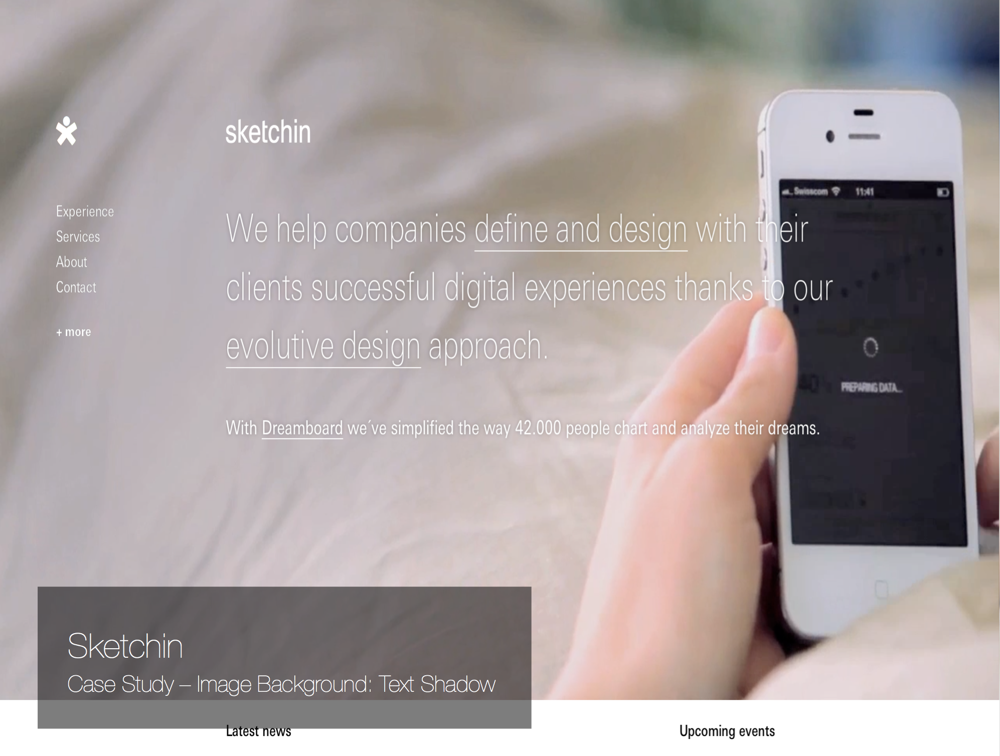 sketchin
Experience
Services
About
Contact
+ more
We help companies define and design with their
clients successful digital experiences thanks to our
evolutive design approach.
With Dreamboard we´ve simplified the way 42.000 people chart and analyze their dreams.
Swisscom 11:41
PREPARING DATA...
Sketchin
Case Study – Image Background: Text Shadow
Latest news
Upcoming events